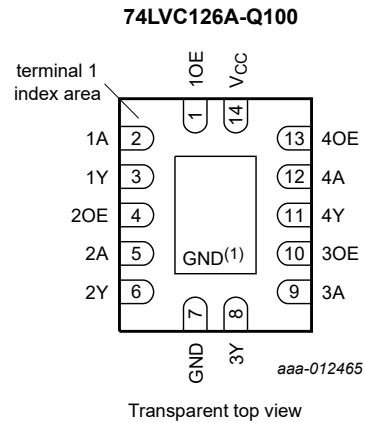 74LVC126A-Q100
terminal 1
index area
1OE
VCC
1
14
1A 2
13 4OE
1Y 3
12 4A
2OE 4
11 4Y
2A 5
GND(1)
10 3OE
2Y 6
9 3A
7
8
GND
3Y
aaa-012465
Transparent top view